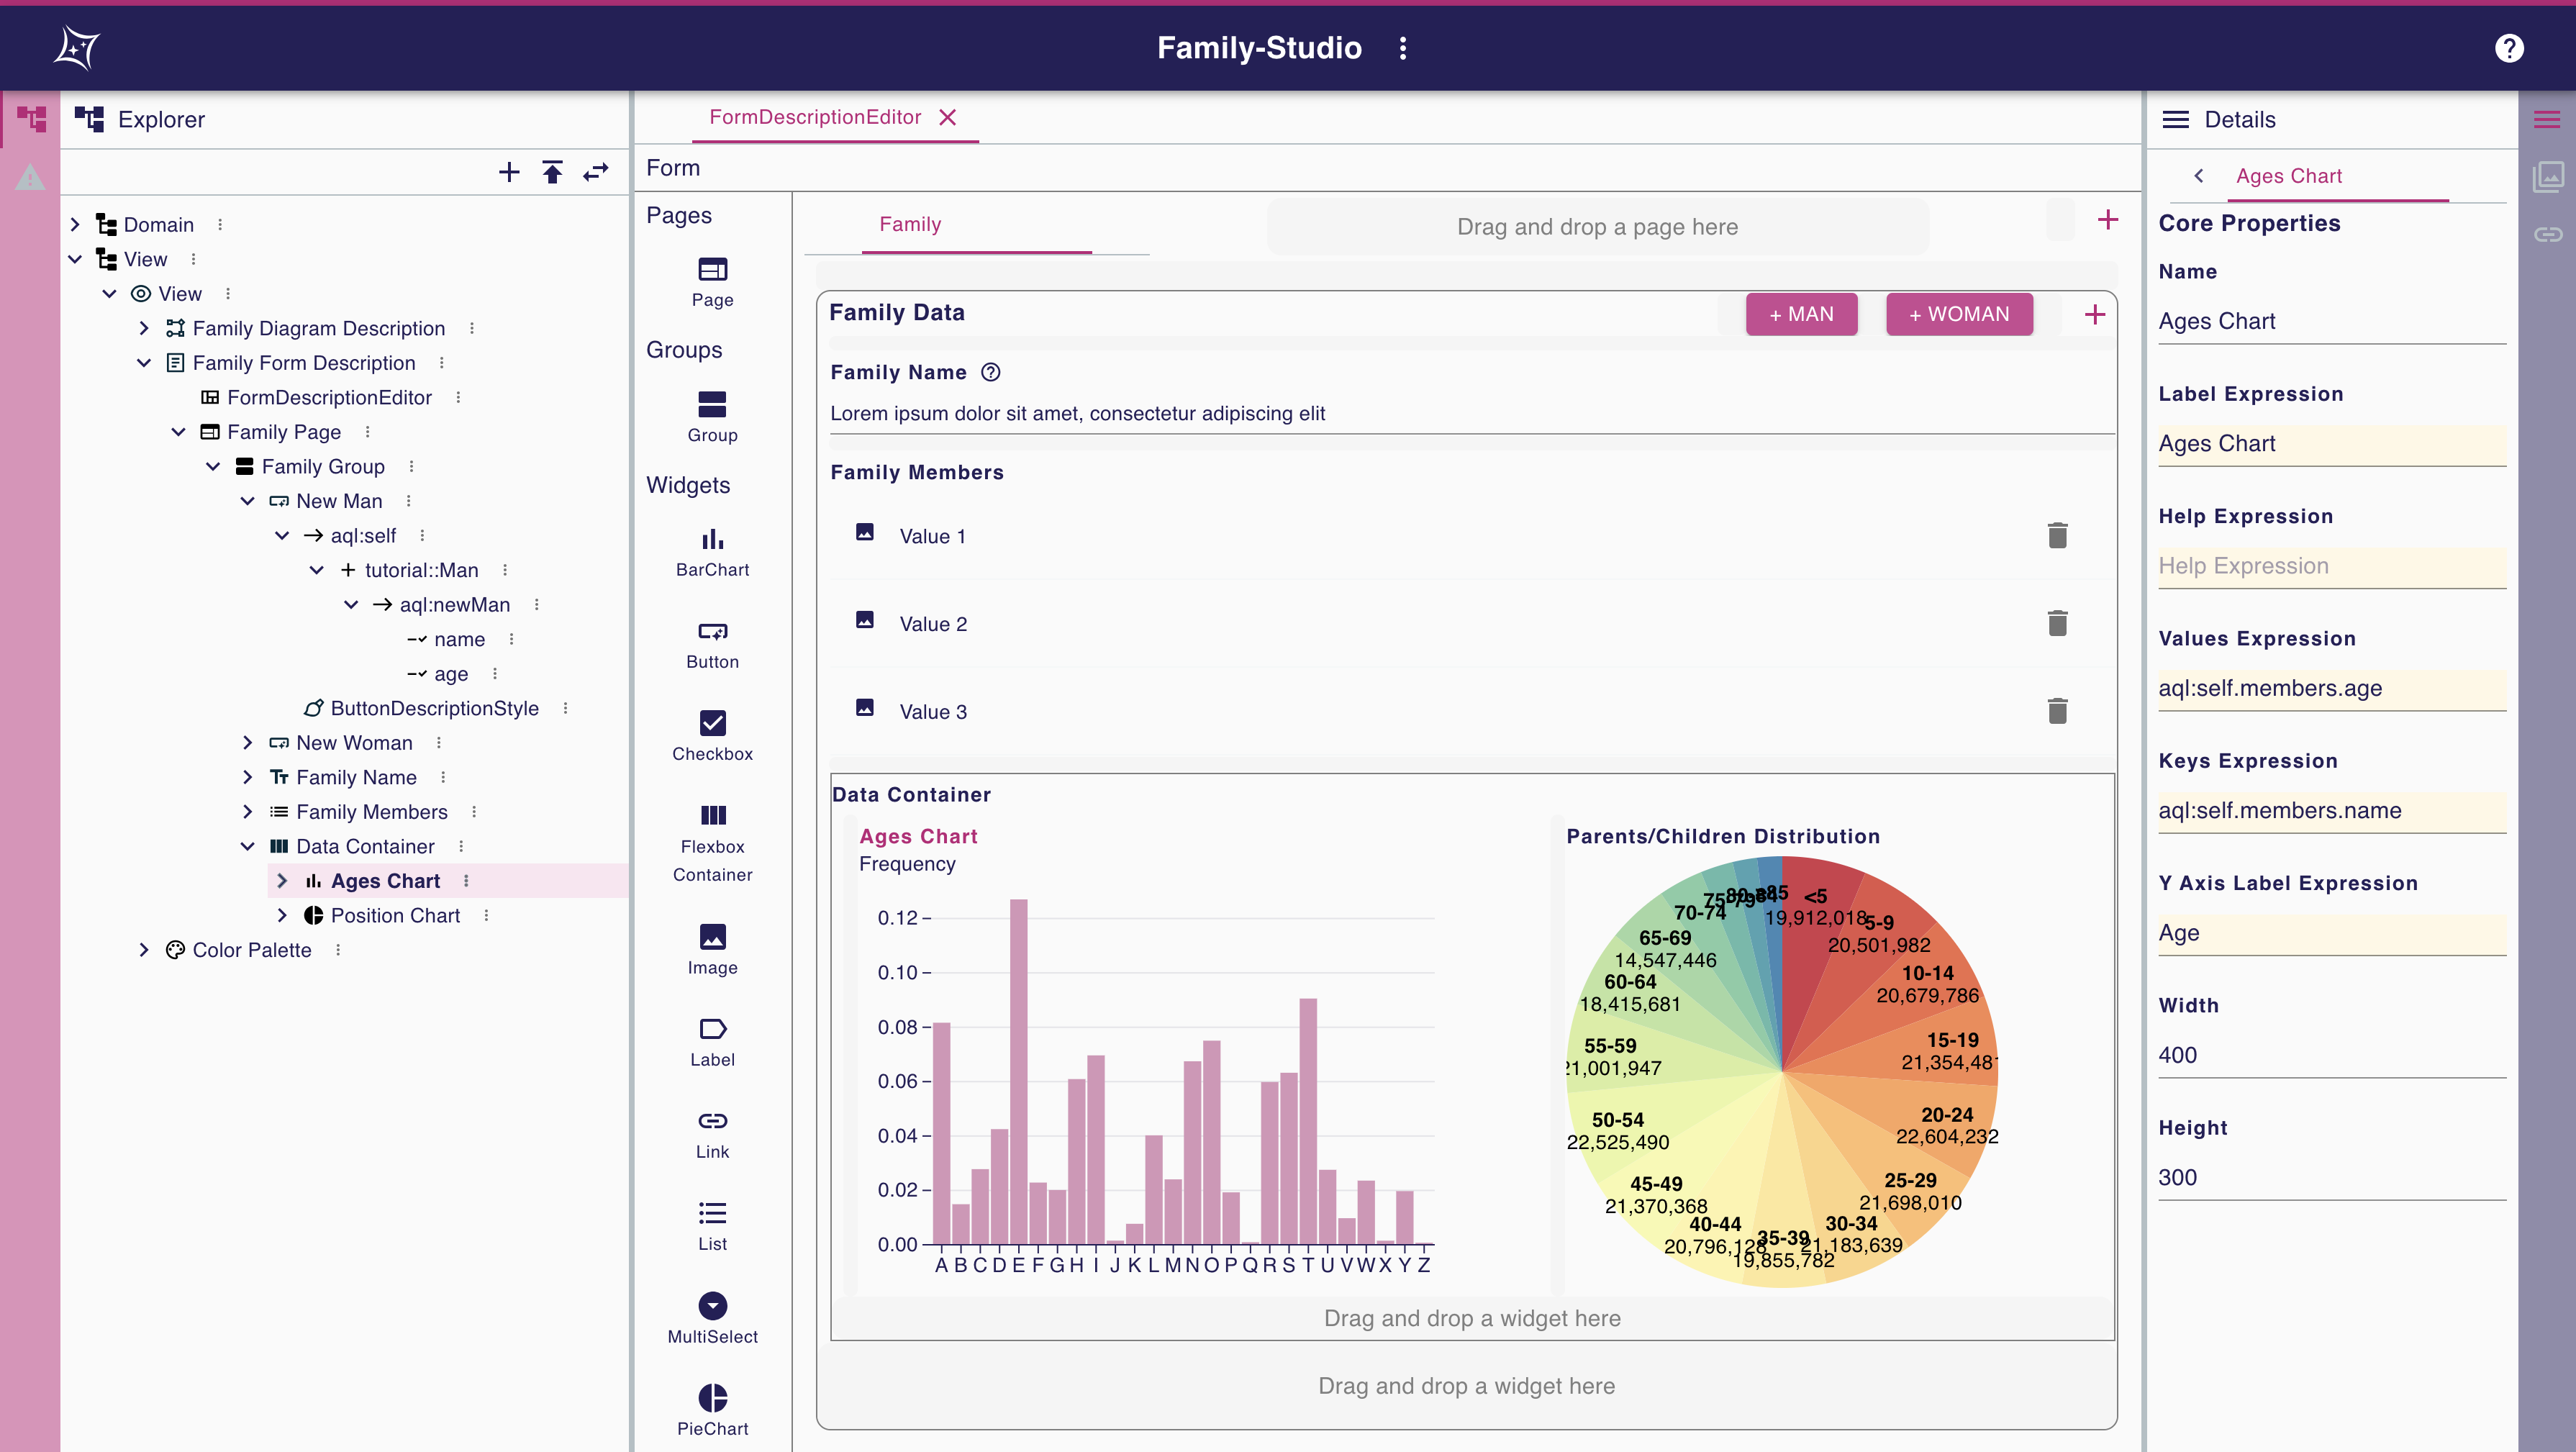 Family-Studio
Explorer
Domain
View
View
Family Diagram Description
Family Form Description
FormDescriptionEditor
Family Page
Family Group
New Man
aql:self
tutorial::Man
aql:newMan
name
age
ButtonDescriptionStyle
New Woman
Family Name
Family Members
Data Container
Ages Chart
Position Chart
Color Palette
FormDescriptionEditor
Form
Pages
Page
Groups
Group
Widgets
BarChart
Button
Checkbox
Flexbox
Container
Image
Label
Link
List
MultiSelect
PieChart
Family
Drag and drop a page here
Family Data
+ MAN
+ WOMAN
Family Name
Lorem ipsum dolor sit amet, consectetur adipiscing elit
Family Members
Value 1
Value 2
Value 3
Data Container
Ages Chart
Frequency
0.12
0.10
0.08
0.06
0.04
0.02
0.00
A B C D E F G H I J K L M N O P Q R S T U V W X Y Z
Parents/Children Distribution
<5
19,912,018
5-9
20,501,982
10-14
20,679,786
15-19
21,354,481
20-24
22,604,232
25-29
21,698,010
30-34
21,183,639
35-39
19,855,782
40-44
20,796,128
45-49
21,370,368
50-54
22,525,490
55-59
21,001,947
60-64
18,415,681
65-69
14,547,446
70-74
75-79
80-84
Drag and drop a widget here
Drag and drop a widget here
Details
Ages Chart
Core Properties
Name
Ages Chart
Label Expression
Ages Chart
Help Expression
Help Expression
Values Expression
aql:self.members.age
Keys Expression
aql:self.members.name
Y Axis Label Expression
Age
Width
400
Height
300